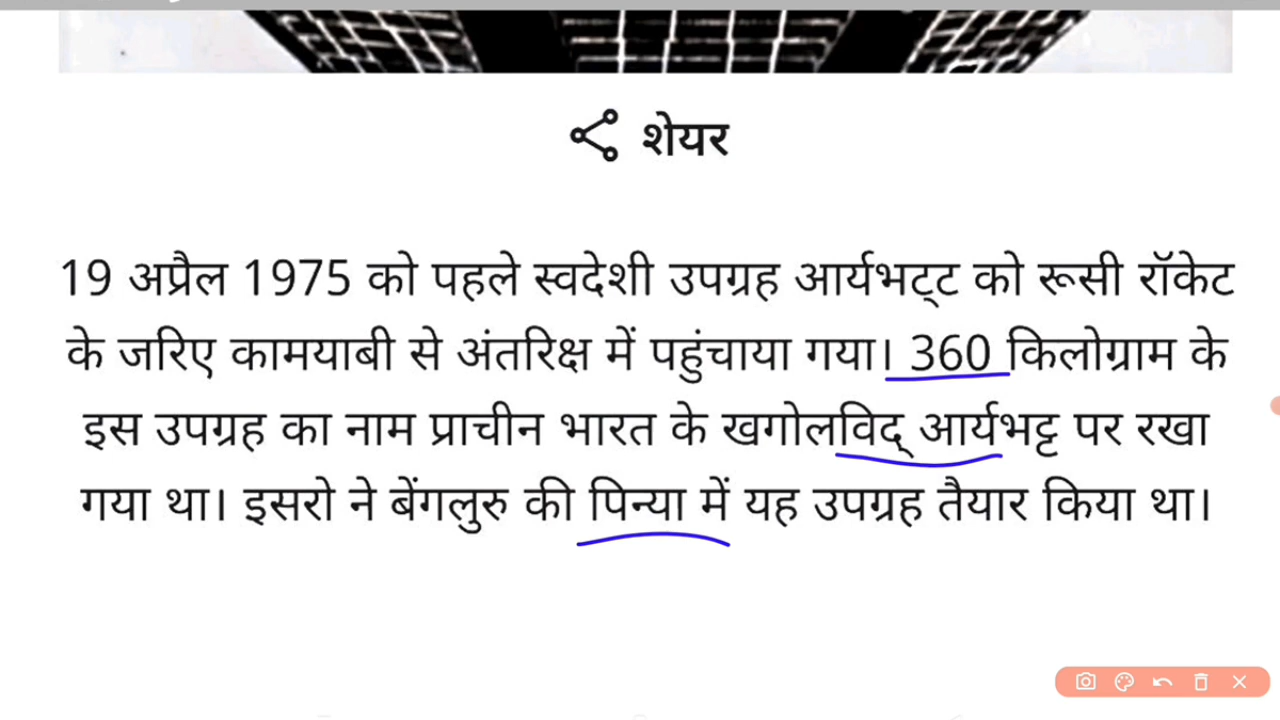 शेयर
19 अप्रैल 1975 को पहले स्वदेशी उपग्रह आर्यभट्‌ट को रूसी रॉकेट
के जरिए कामयाबी से अंतरिक्ष में पहुंचाया गया। 360 किलोग्राम के
इस उपग्रह का नाम प्राचीन भारत के खगोलविद् आर्यभट्ट पर रखा
गया था। इसरो ने बेंगलुरु की पिन्या में यह उपग्रह तैयार किया था।